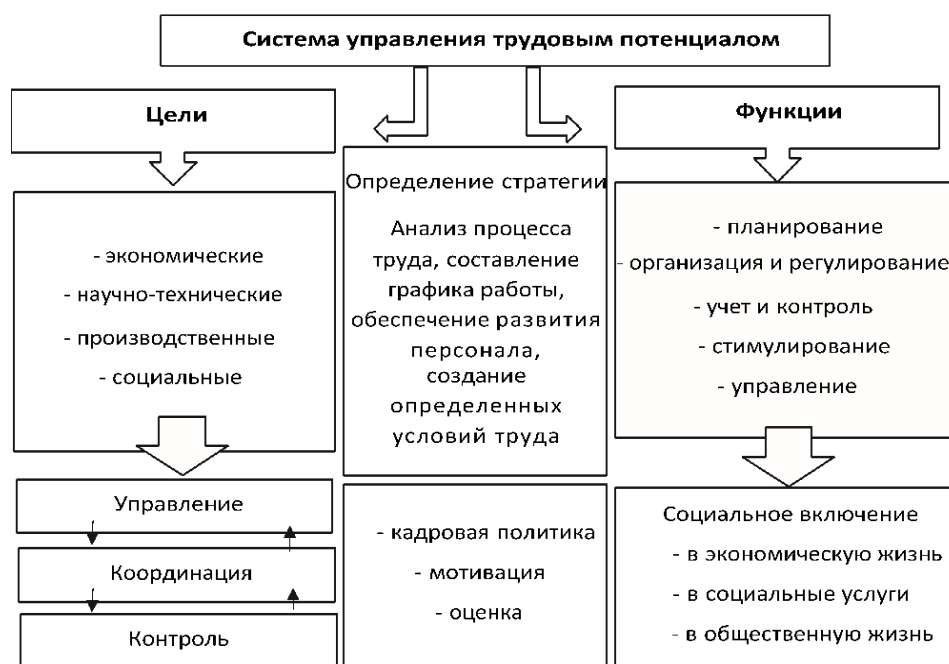 Система управления трудовым потенциалом
Цели
- экономические
- научно-технические
- производственные
- социальные
Управление
Координация
Контроль
Определение стратегии
Анализ процесса
труда, составление
графика работы,
обеспечение развития
персонала,
создание
определенных
условий труда
- кадровая политика
- мотивация
- оценка
Функции
- планирование
- организация и регулирование
- учет и контроль
- стимулирование
- управление
Социальное включение
- в экономическую жизнь
- в социальные услуги
- в общественную жизнь